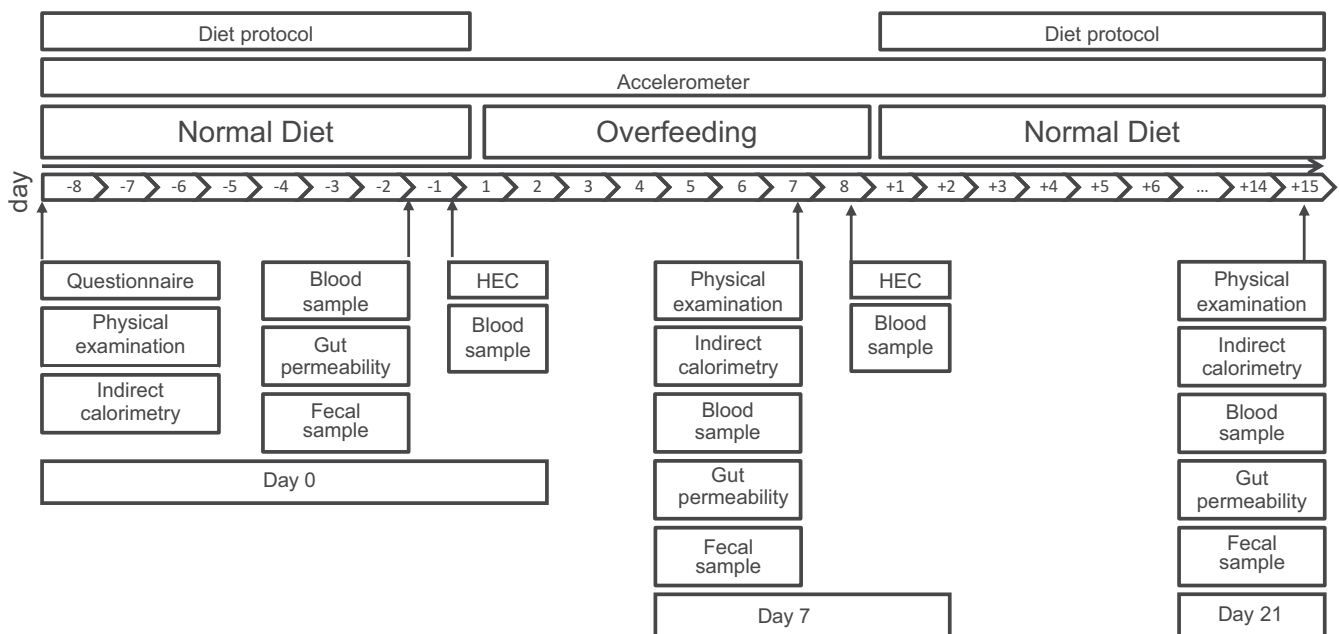 Diet protocol
Diet protocol
Accelerometer
Normal Diet
Overfeeding
Normal Diet
day
-8 -7 -6 -5 -4 -3 -2 -1 1 2 3 4 5 6 7 8 +1 +2 +3 +4 +5 +6 ... +14 +15
Questionnaire
Physical
examination
Indirect
calorimetry
Blood
sample
Gut
permeability
Fecal
sample
HEC
Blood
sample
Day 0
Physical
examination
Indirect
calorimetry
Blood
sample
Gut
permeability
Fecal
sample
HEC
Blood
sample
Day 7
Physical
examination
Indirect
calorimetry
Blood
sample
Gut
permeability
Fecal
sample
Day 21